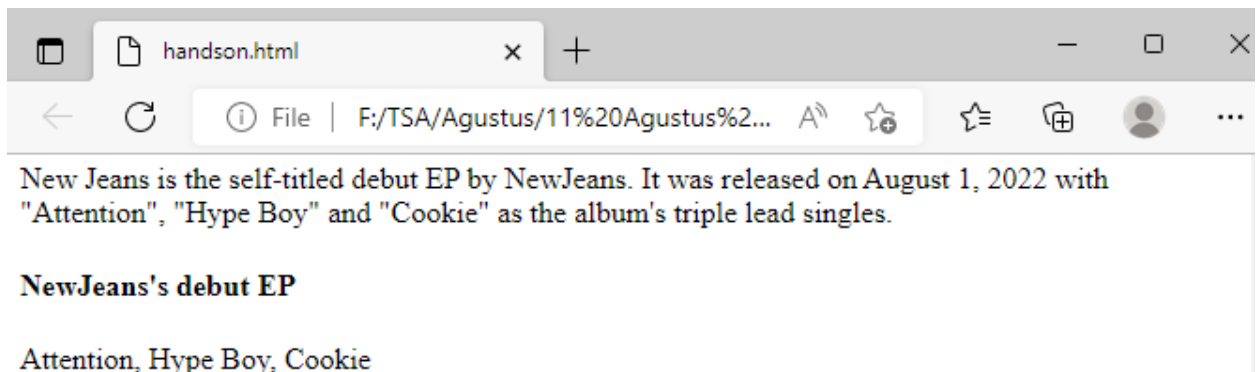 handson.html
File | F:/TSA/Agustus/11%20Agustus%2...
New Jeans is the self-titled debut EP by NewJeans. It was released on August 1, 2022 with
"Attention", "Hype Boy" and "Cookie" as the album's triple lead singles.
NewJeans's debut EP
Attention, Hype Boy, Cookie